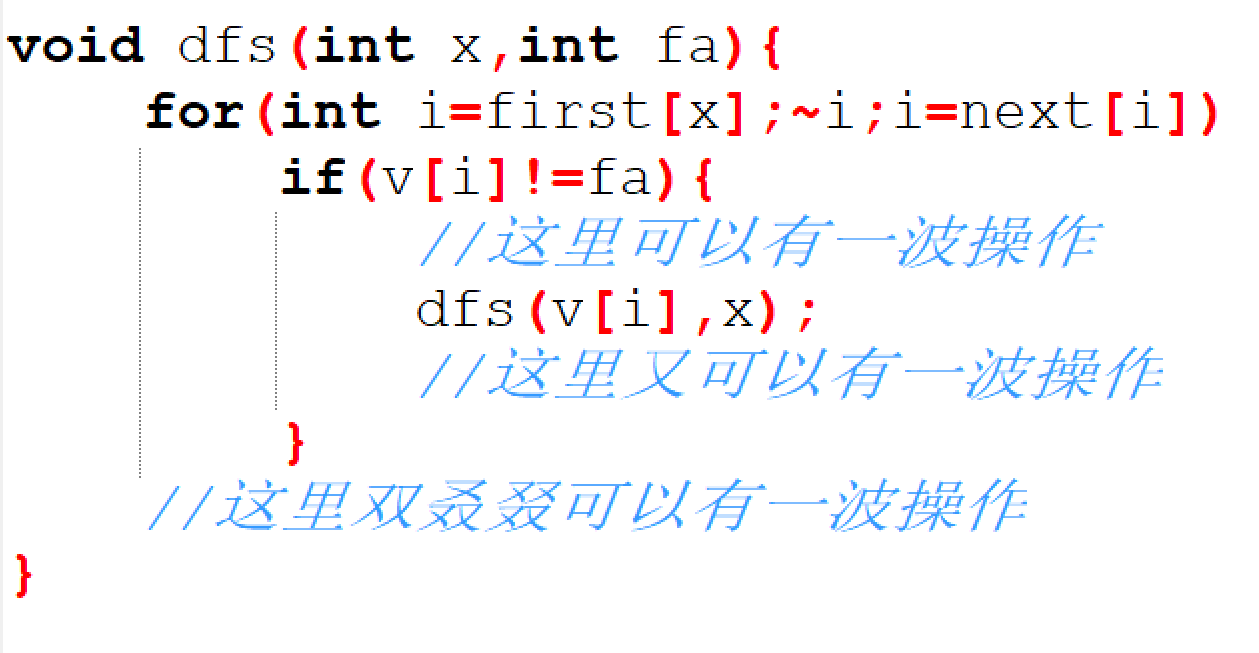 void dfs(int x,int fa){
for(int i=first[x];~i;i=next[i])
if(v[i]!=fa){
//这里可以有一波操作
dfs(v[i],x);
//这里又可以有一波操作
}
//这里双叒叕可以有一波操作
}